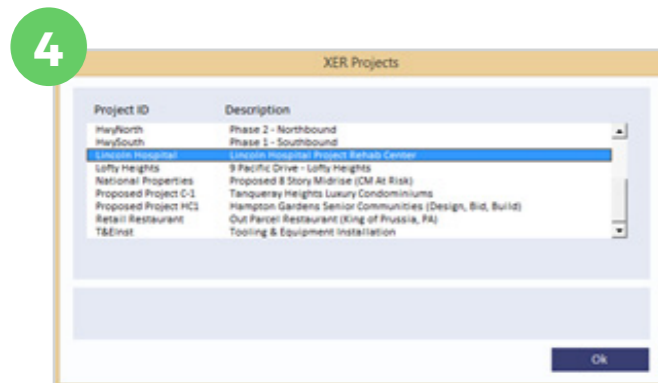 4
XER Projects
Project ID Description
HwyNorth Phase 2 - Northbound
HwySouth Phase 1 - Southbound
Lincoln Hospital Lincoln Hospital Project Rehab Center
Lofty Heights 9 Pacific Drive - Lofty Heights
National Properties Proposed 8 Story Midrise (CM At Risk)
Proposed Project C-1 Tanqueray Heights Luxury Condominiums
Proposed Project HC1 Hampton Gardens Senior Communities (Design, Bid, Build)
Retail Restaurant Out Parcel Restaurant (King of Prussia, PA)
T&EInst Tooling & Equipment Installation
Ok